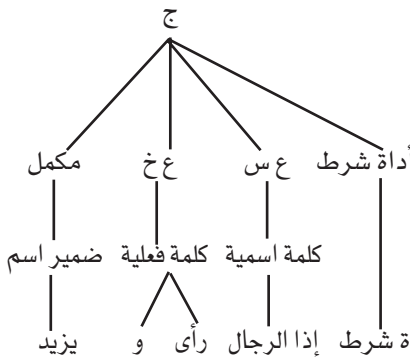 ج
أداة شرط ع س ع خ مكمل
كلمة اسمية كلمة فعلية ضمير اسم
ة شرط إذا الرجال رأى و يزيد